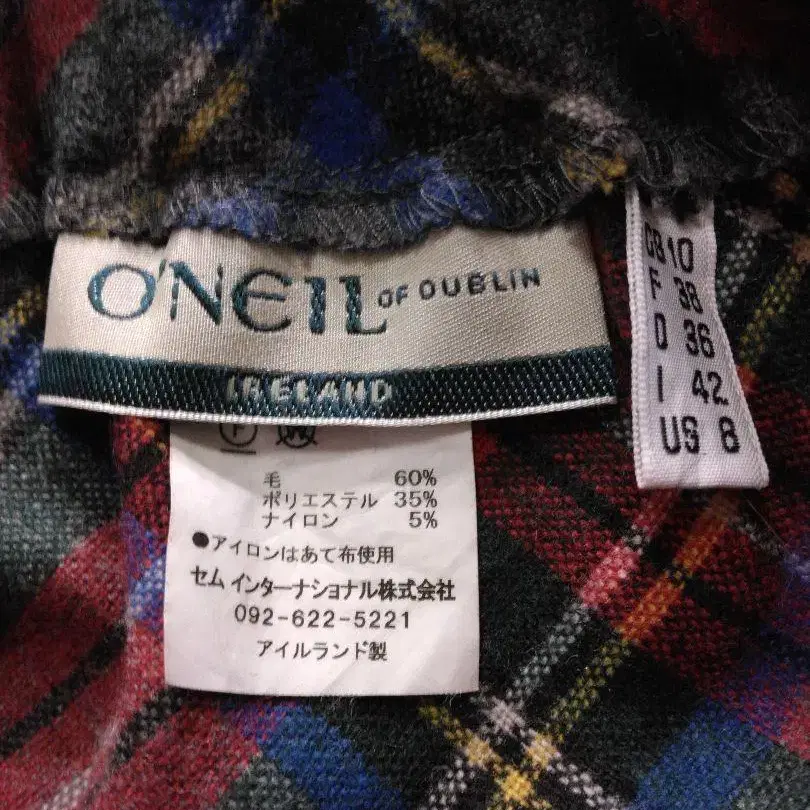 O'NEIL OF DUBLIN
IRELAND
GB 10
F 38
D 36
I 42
US 8
F
毛 60%
ポリエステル 35%
ナイロン 5%
●アイロンはあて布使用
セム インターナショナル株式会社
092-622-5221
アイルランド製